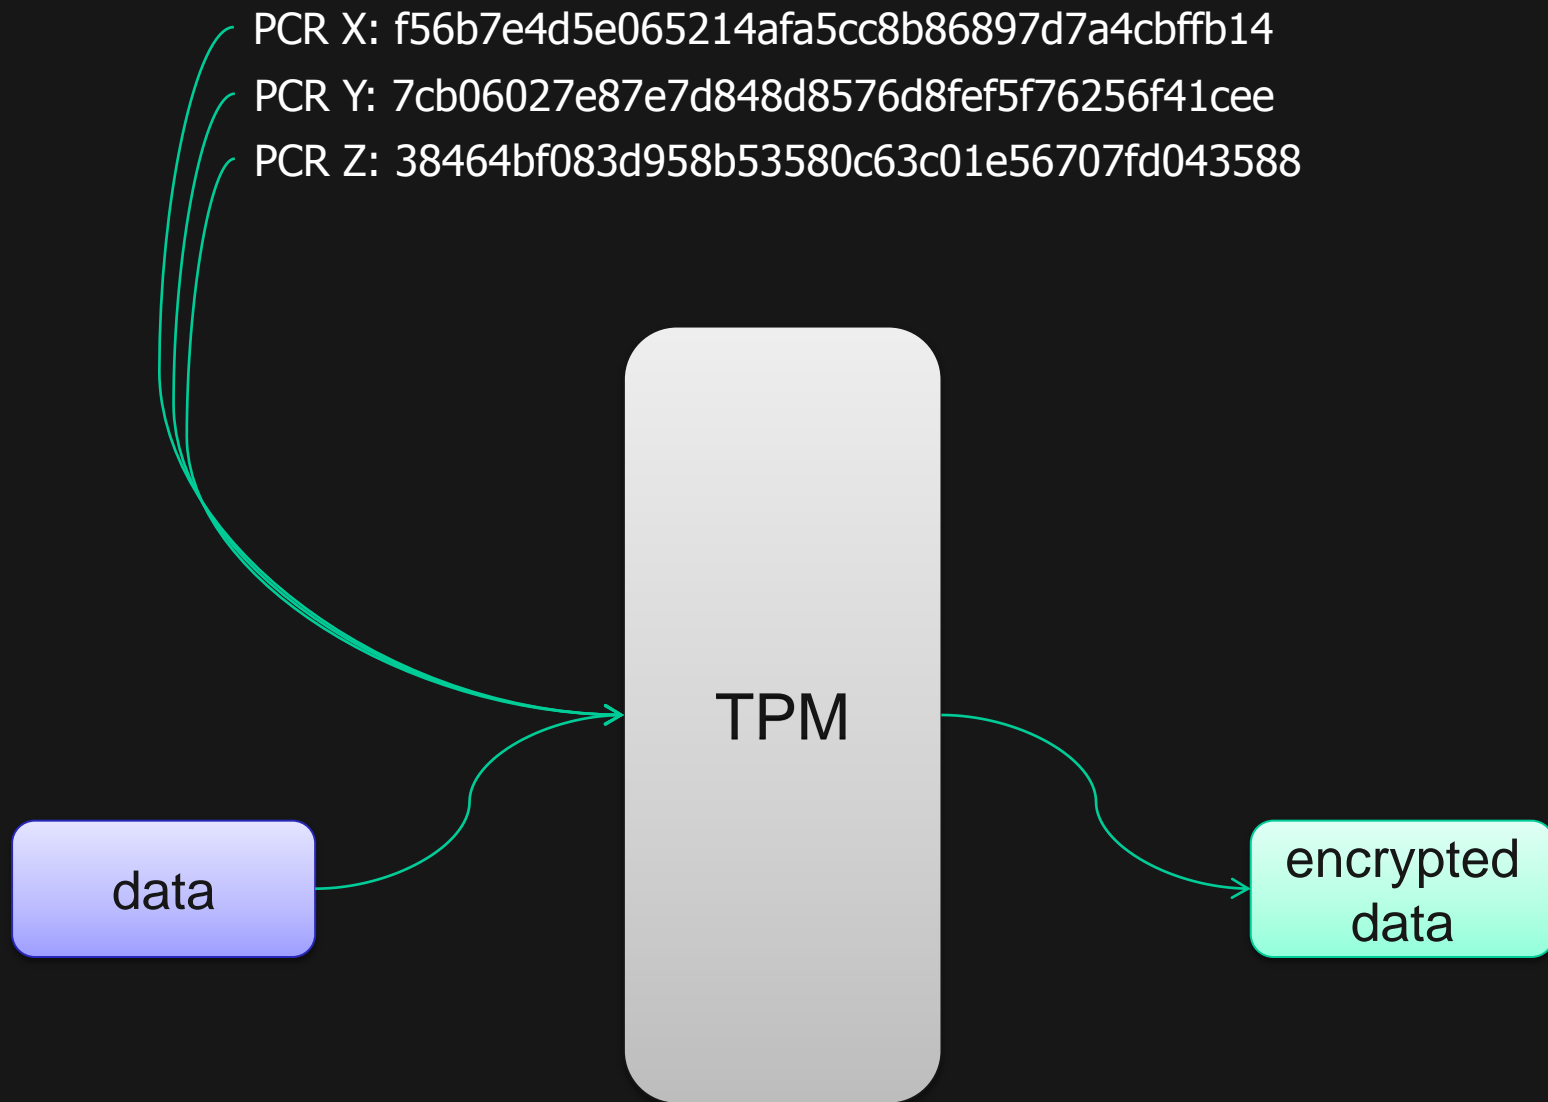 PCR X: f56b7e4d5e065214afa5cc8b86897d7a4cbffb14
PCR Y: 7cb06027e87e7d848d8576d8fef5f76256f41cee
PCR Z: 38464bf083d958b53580c63c01e56707fd043588
TPM
data
encrypted
data